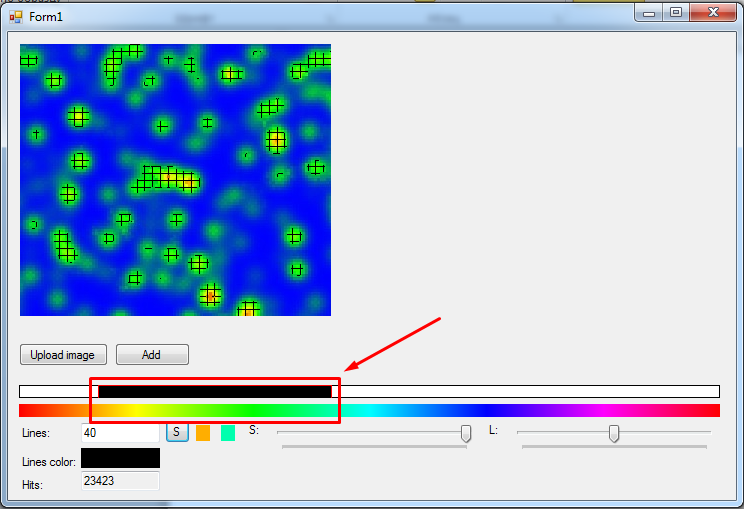 Form1
Upload image
Add
Lines:
40
S
S:
L:
Lines color:
Hits:
23423